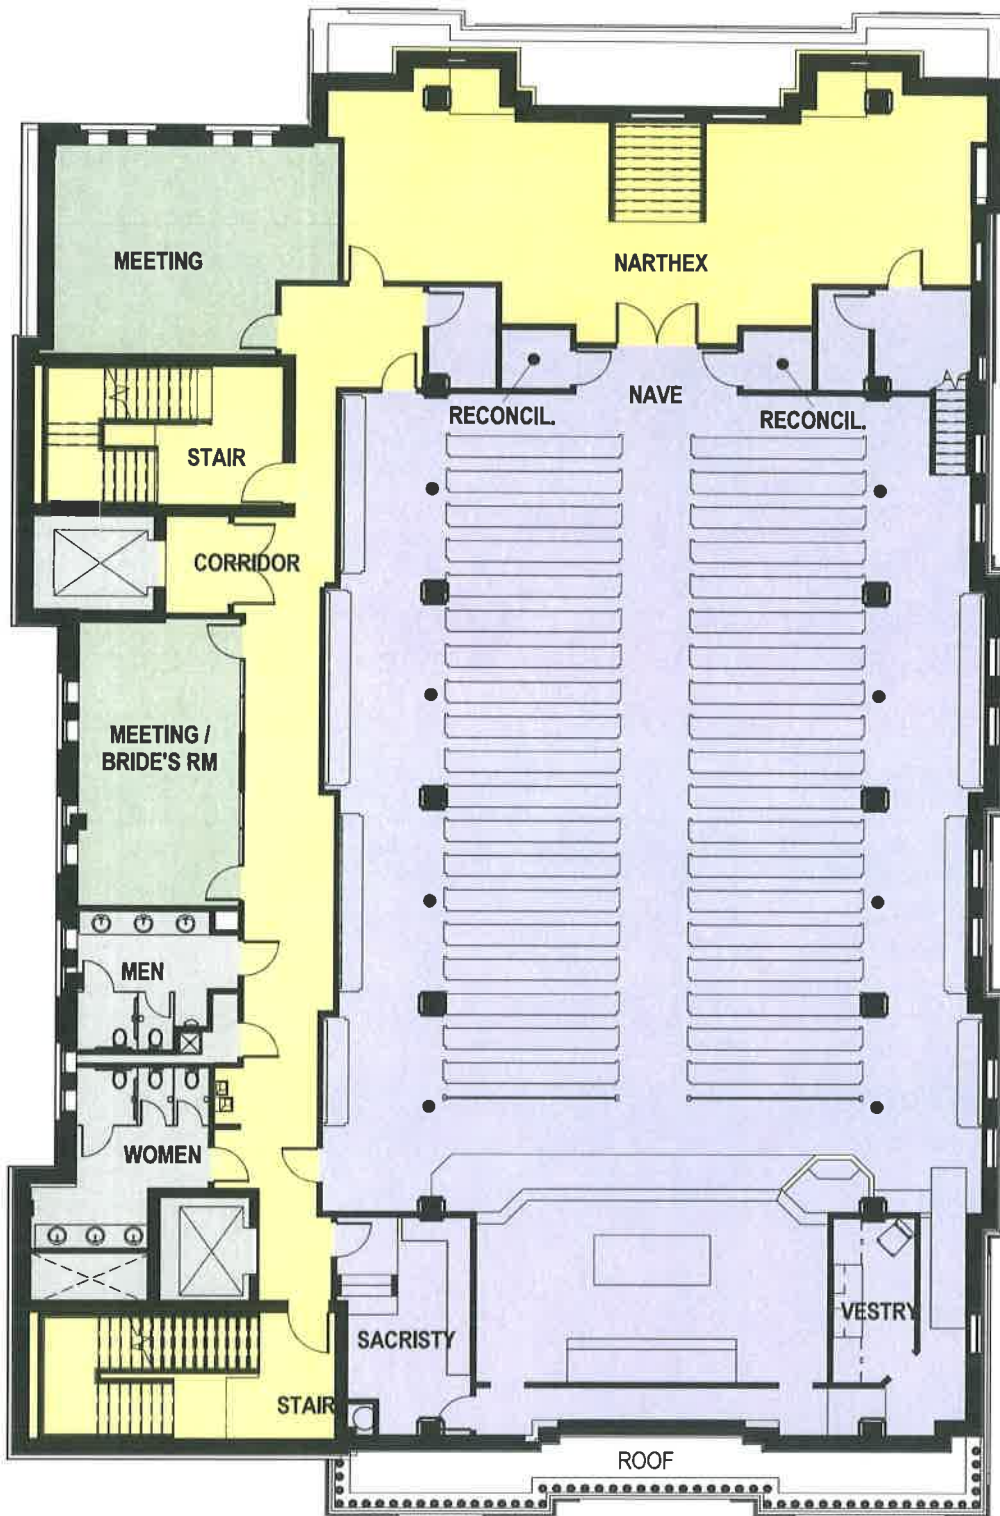 MEETING
NARTHEX
NAVE
RECONCIL.
RECONCIL.
STAIR
CORRIDOR
MEETING /
BRIDE'S RM
MEN
WOMEN
SACRISTY
VESTRY
STAIR
ROOF